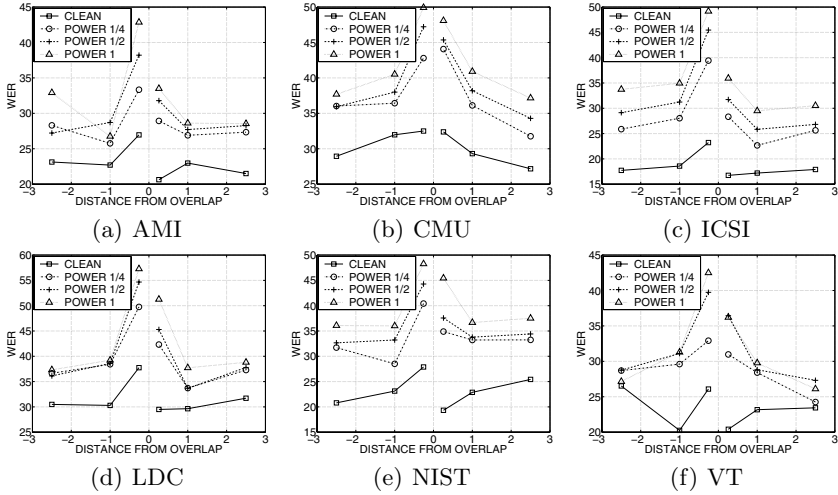 45
40
35
30
25
20
WER
CLEAN
POWER 1/4
POWER 1/2
POWER 1
−3 −2 −1 0 1 2 3
DISTANCE FROM OVERLAP
(a) AMI
50
45
40
35
30
25
20
WER
CLEAN
POWER 1/4
POWER 1/2
POWER 1
−3 −2 −1 0 1 2 3
DISTANCE FROM OVERLAP
(b) CMU
50
45
40
35
30
25
20
15
WER
CLEAN
POWER 1/4
POWER 1/2
POWER 1
−3 −2 −1 0 1 2 3
DISTANCE FROM OVERLAP
(c) ICSI
60
55
50
45
40
35
30
25
WER
CLEAN
POWER 1/4
POWER 1/2
POWER 1
−3 −2 −1 0 1 2 3
DISTANCE FROM OVERLAP
(d) LDC
50
45
40
35
30
25
20
15
WER
CLEAN
POWER 1/4
POWER 1/2
POWER 1
−3 −2 −1 0 1 2 3
DISTANCE FROM OVERLAP
(e) NIST
45
40
35
30
25
20
WER
CLEAN
POWER 1/4
POWER 1/2
POWER 1
−3 −2 −1 0 1 2 3
DISTANCE FROM OVERLAP
(f) VT